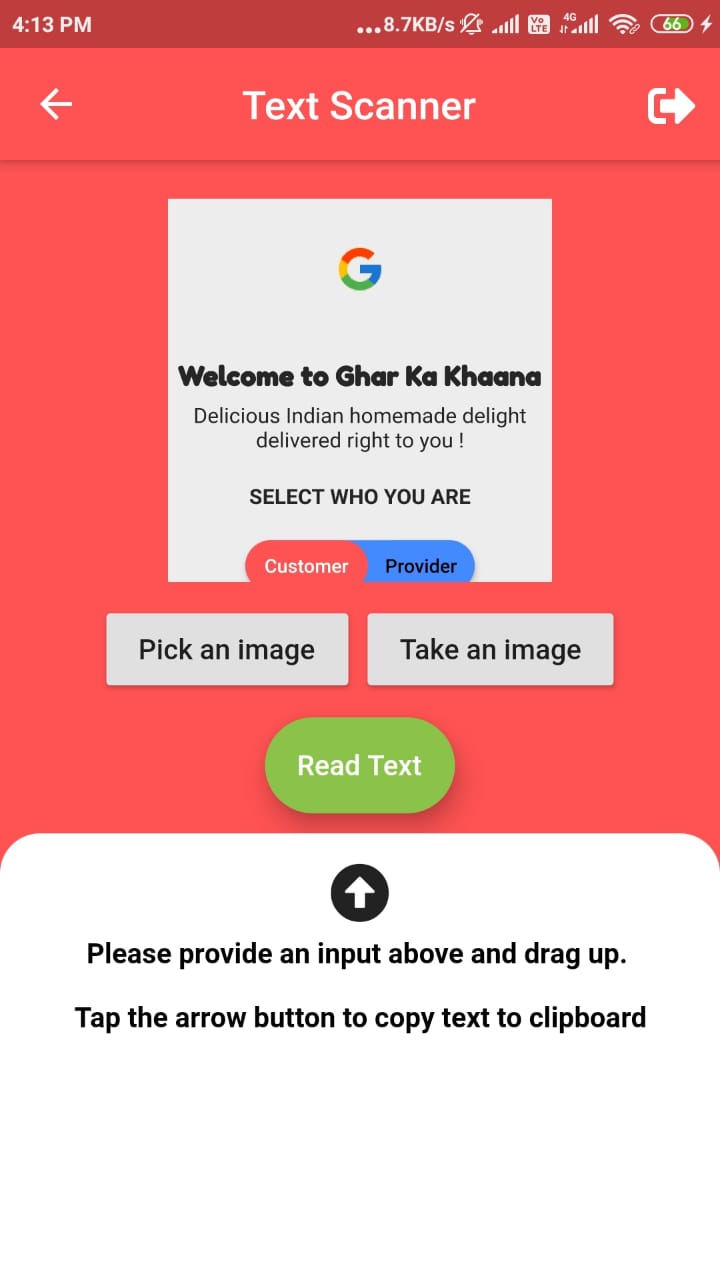 4:13 PM ...8.7KB/s Vo LTE 4G 66
Text Scanner
G
Welcome to Ghar Ka Khaana
Delicious Indian homemade delight
delivered right to you !
SELECT WHO YOU ARE
Customer Provider
Pick an image Take an image
Read Text
Please provide an input above and drag up.
Tap the arrow button to copy text to clipboard